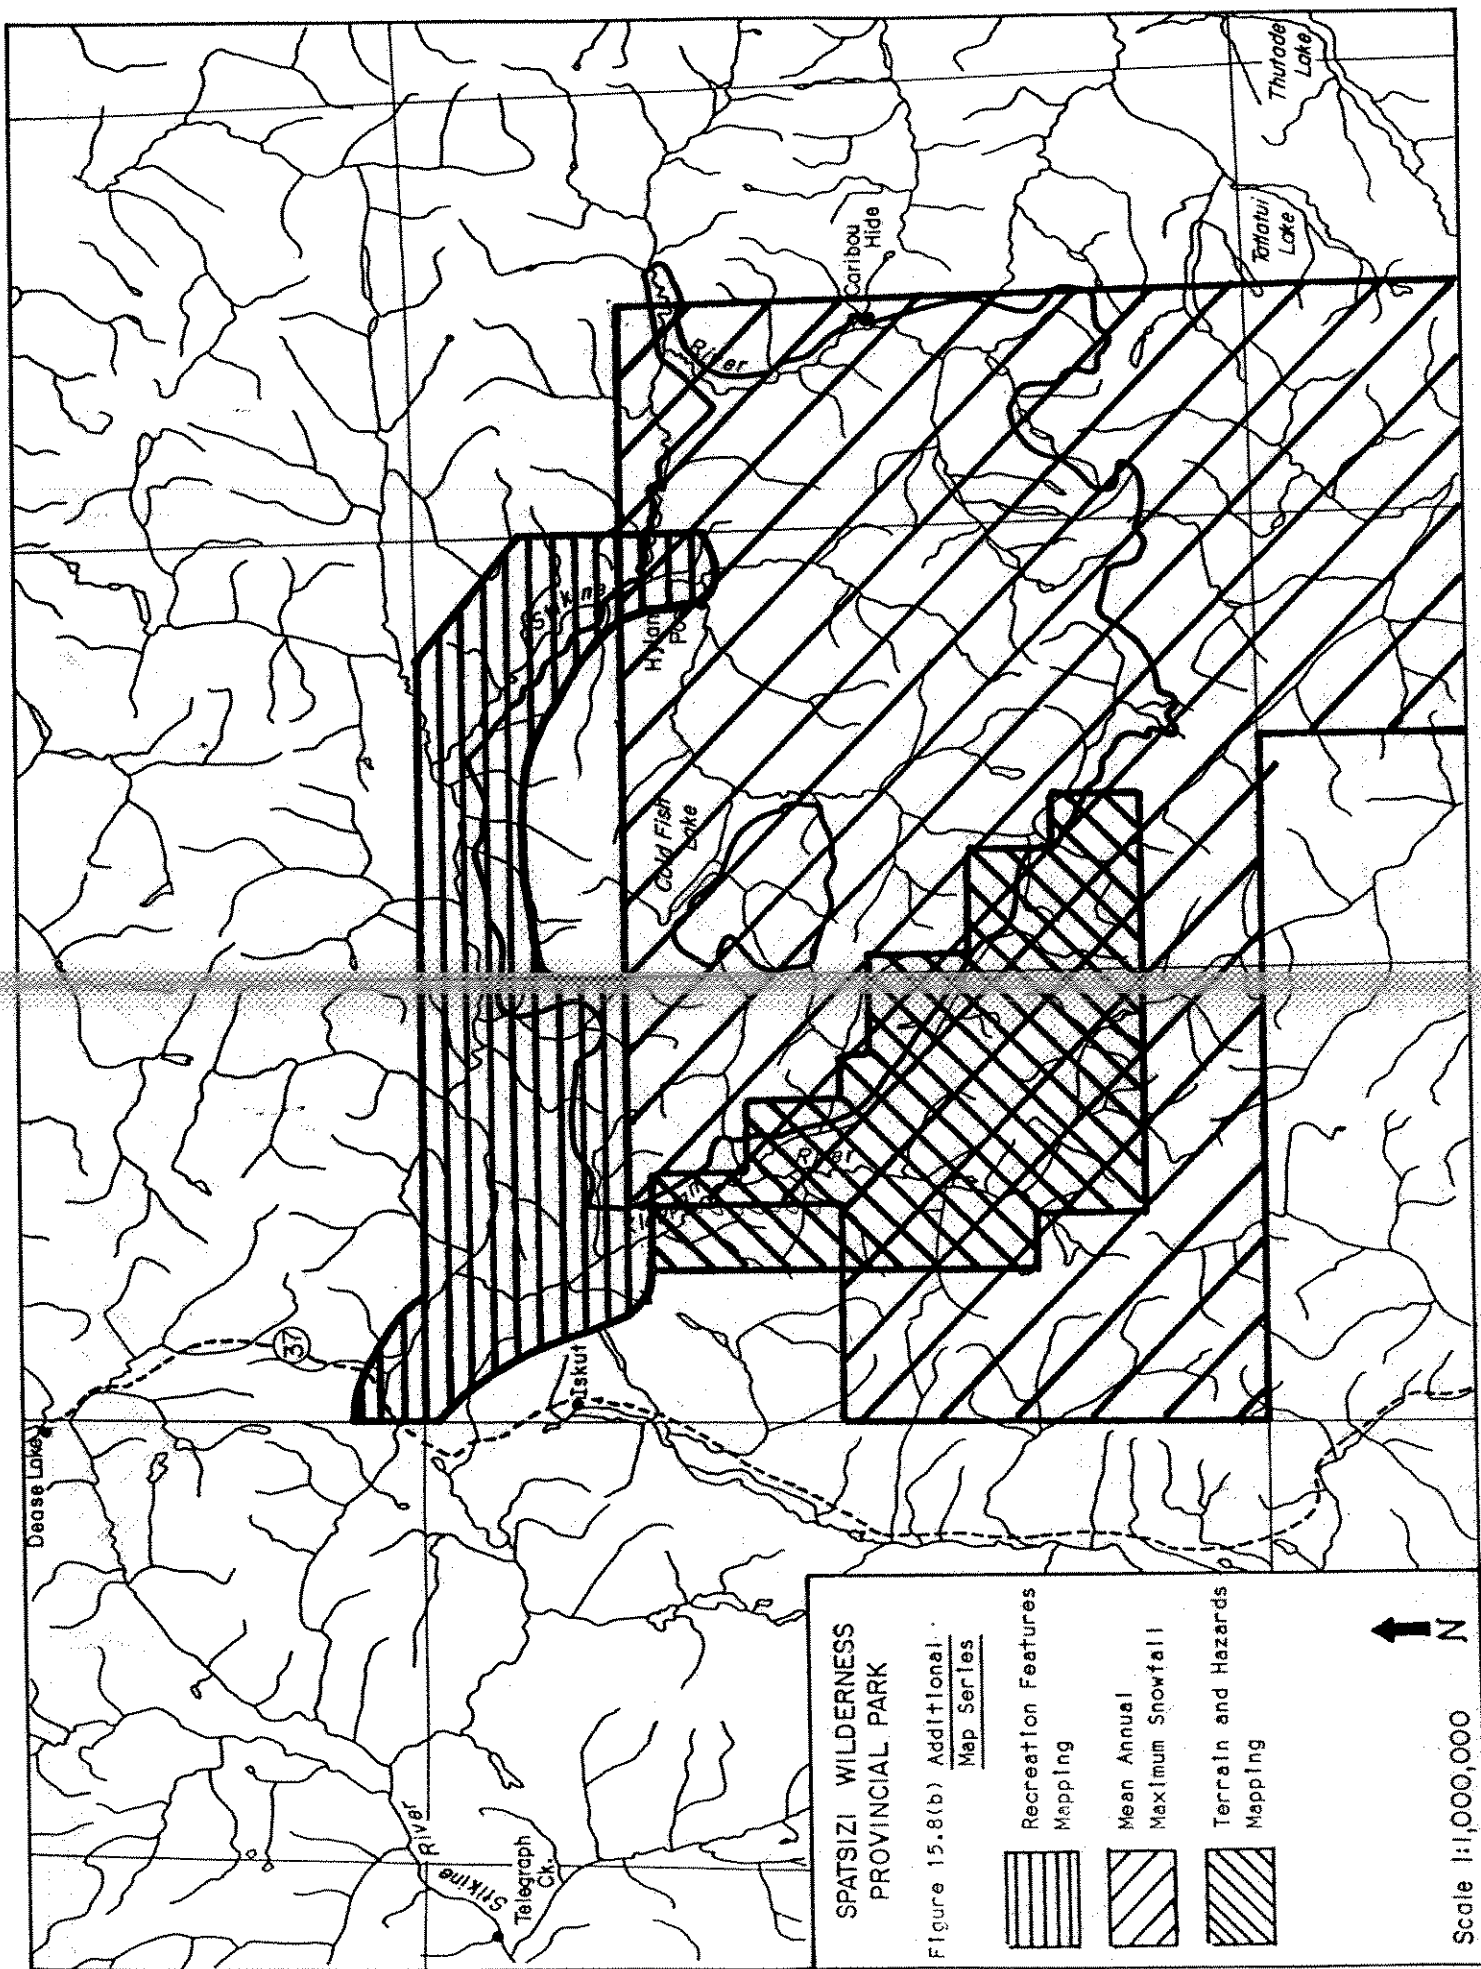 SPATSIZI WILDERNESS
PROVINCIAL PARK
Figure 15.8(b) Additional
Map Series
Recreation Features
Mapping
Mean Annual
Maximum Snowfall
Terrain and Hazards
Mapping
Scale 1:1,000,000
N
Dease Lake
37
Iskut
Stikine River
Telegraph
Ck.
Stikine
River
Cold Fish
Lake
River
Caribou
Hide
Tatlatui
Lake
Thutade
Lake